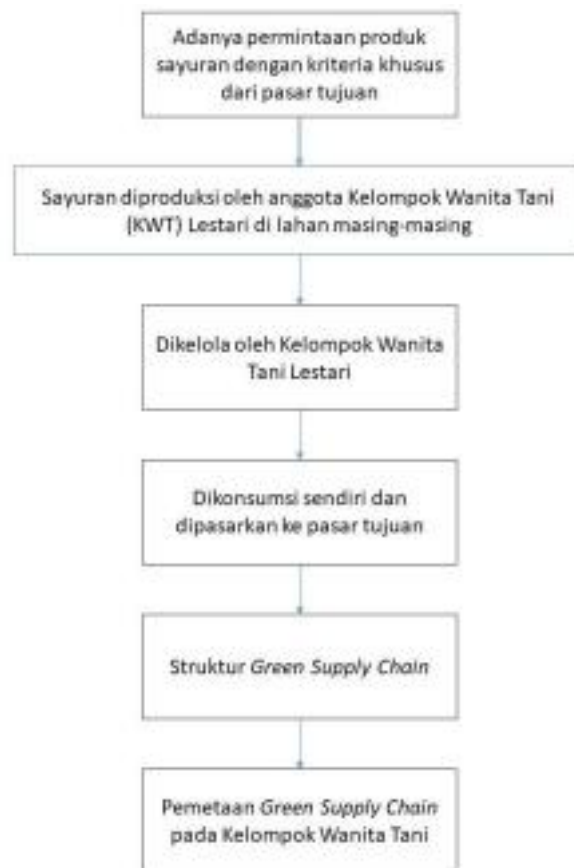 Adanya permintaan produk
sayuran dengan kriteria khusus
dari pasar tujuan
Sayuran diproduksi oleh anggota Kelompok Wanita Tani
(KWT) Lestari di lahan masing-masing
Dikelola oleh Kelompok Wanita
Tani Lestari
Dikonsumsi sendiri dan
dipasarkan ke pasar tujuan
Struktur Green Supply Chain
Pemetaan Green Supply Chain
pada Kelompok Wanita Tani